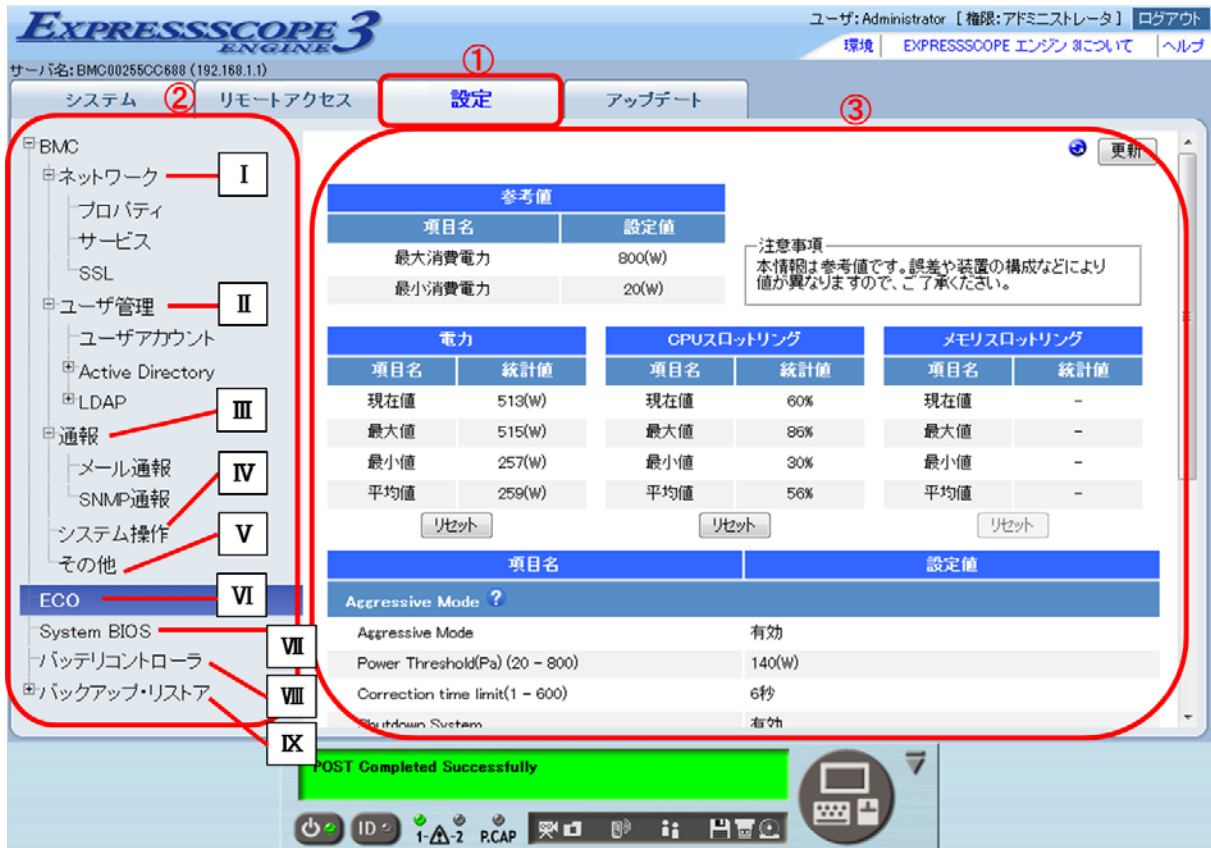 EXPRESSSCOPE
ENGINE 3
ユーザ: Administrator [ 権限: アドミニストレータ ] ログアウト
環境 EXPRESSSCOPE エンジン 3について ヘルプ
サーバ名: BMC00255CC688 (192.168.1.1)
①
システム ② リモートアクセス 設定 アップデート
③
BMC
ネットワーク Ⅰ
プロパティ
サービス
SSL
ユーザ管理 Ⅱ
ユーザアカウント
Active Directory
LDAP
Ⅲ
通報
メール通報
Ⅳ
SNMP通報
システム操作
Ⅴ
その他
ECO Ⅵ
System BIOS
Ⅶ
バッテリコントローラ
Ⅷ
バックアップ・リストア
Ⅸ
更新
参考値
項目名 設定値
最大消費電力 800(W)
最小消費電力 20(W)
注意事項
本情報は参考値です。誤差や装置の構成などにより
値が異なりますので、ご了承ください。
電力 CPUスロットリング メモリスロットリング
項目名 統計値 項目名 統計値 項目名 統計値
現在値 513(W) 現在値 60% 現在値 -
最大値 515(W) 最大値 86% 最大値 -
最小値 257(W) 最小値 30% 最小値 -
平均値 259(W) 平均値 56% 平均値 -
リセット リセット リセット
項目名 設定値
Aggressive Mode ?
Aggressive Mode 有効
Power Threshold(Pa) (20 - 800) 140(W)
Correction time limit(1 - 600) 6秒
Shutdown System 有効
POST Completed Successfully
ID 1-⚠-2 P.CAP